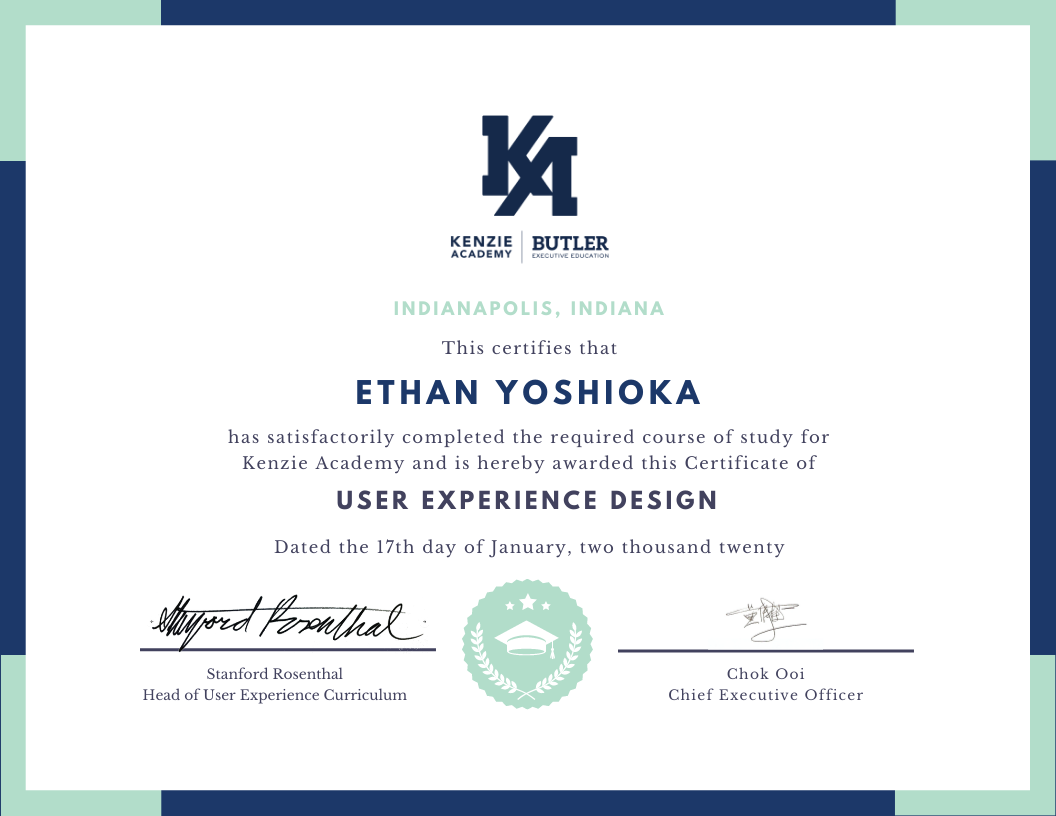 KA
KENZIE ACADEMY
BUTLER EXECUTIVE EDUCATION
INDIANAPOLIS, INDIANA
This certifies that
ETHAN YOSHIOKA
has satisfactorily completed the required course of study for
Kenzie Academy and is hereby awarded this Certificate of
USER EXPERIENCE DESIGN
Dated the 17th day of January, two thousand twenty
Stanford Rosenthal
Stanford Rosenthal
Head of User Experience Curriculum
Chok Ooi
Chief Executive Officer